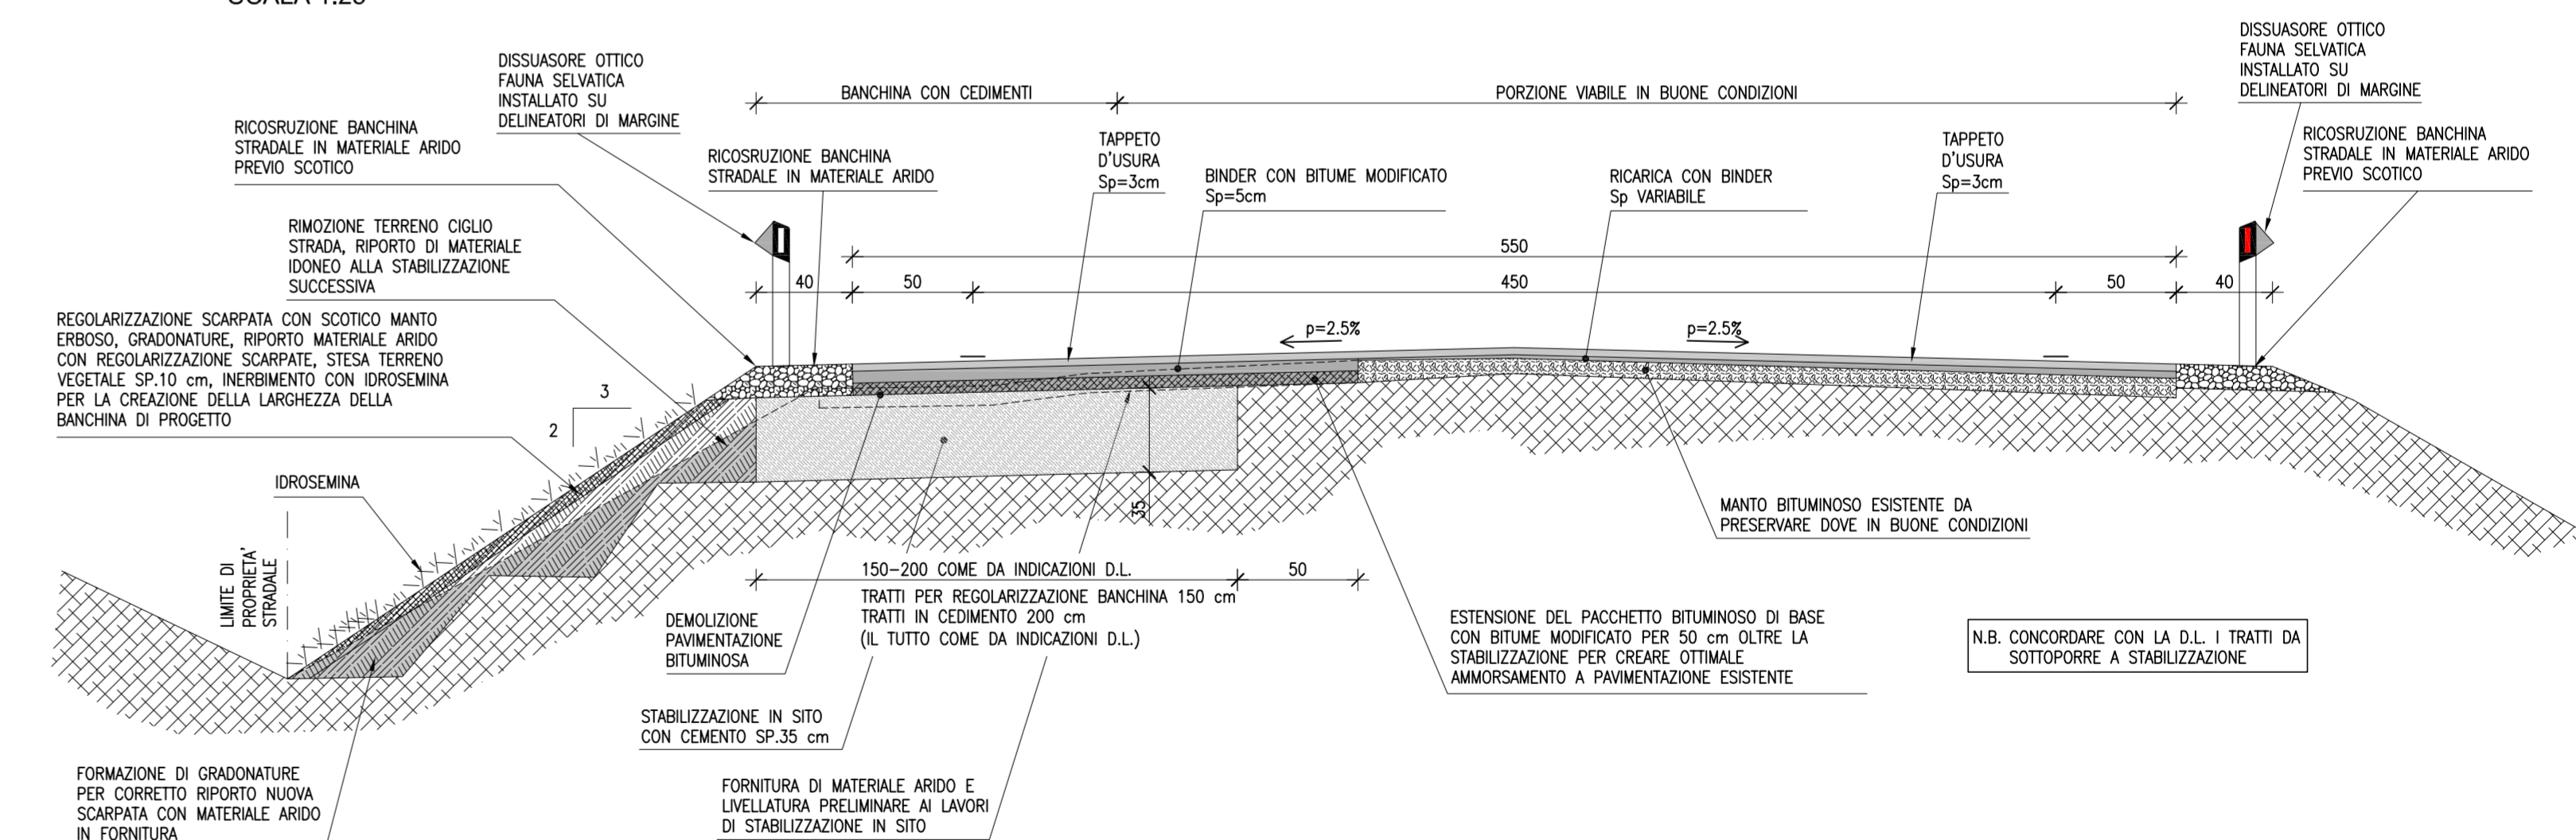 DISSUASORE OTTICO
FAUNA SELVATICA
INSTALLATO SU
DELINEATORI DI MARGINE
DISSUASORE OTTICO
FAUNA SELVATICA
INSTALLATO SU
DELINEATORI DI MARGINE
BANCHINA CON CEDIMENTI
PORZIONE VIABILE IN BUONE CONDIZIONI
RICOSRUZIONE BANCHINA
STRADALE IN MATERIALE ARIDO
PREVIO SCOTICO
RICOSRUZIONE BANCHINA
STRADALE IN MATERIALE ARIDO
TAPPETO
D'USURA
Sp=3cm
BINDER CON BITUME MODIFICATO
Sp=5cm
RICARICA CON BINDER
Sp VARIABILE
TAPPETO
D'USURA
Sp=3cm
RICOSRUZIONE BANCHINA
STRADALE IN MATERIALE ARIDO
PREVIO SCOTICO
RIMOZIONE TERRENO CIGLIO
STRADA, RIPORTO DI MATERIALE
IDONEO ALLA STABILIZZAZIONE
SUCCESSIVA
550
40
50
450
50
40
p=2.5%
p=2.5%
REGOLARIZZAZIONE SCARPATA CON SCOTICO MANTO
ERBOSO, GRADONATURE, RIPORTO MATERIALE ARIDO
CON REGOLARIZZAZIONE SCARPATE, STESA TERRENO
VEGETALE SP.10 cm, INERBIMENTO CON IDROSEMINA
PER LA CREAZIONE DELLA LARGHEZZA DELLA
BANCHINA DI PROGETTO
3
2
IDROSEMINA
35
LIMITE DI
PROPRIETA'
STRADALE
MANTO BITUMINOSO ESISTENTE DA
PRESERVARE DOVE IN BUONE CONDIZIONI
150-200 COME DA INDICAZIONI D.L.
50
TRATTI PER REGOLARIZZAZIONE BANCHINA 150 cm
TRATTI IN CEDIMENTO 200 cm
(IL TUTTO COME DA INDICAZIONI D.L.)
DEMOLIZIONE
PAVIMENTAZIONE
BITUMINOSA
ESTENSIONE DEL PACCHETTO BITUMINOSO DI BASE
CON BITUME MODIFICATO PER 50 cm OLTRE LA
STABILIZZAZIONE PER CREARE OTTIMALE
AMMORSAMENTO A PAVIMENTAZIONE ESISTENTE
N.B. CONCORDARE CON LA D.L. I TRATTI DA
SOTTOPORRE A STABILIZZAZIONE
STABILIZZAZIONE IN SITO
CON CEMENTO SP.35 cm
FORMAZIONE DI GRADONATURE
PER CORRETTO RIPORTO NUOVA
SCARPATA CON MATERIALE ARIDO
IN FORNITURA
FORNITURA DI MATERIALE ARIDO E
LIVELLATURA PRELIMINARE AI LAVORI
DI STABILIZZAZIONE IN SITO